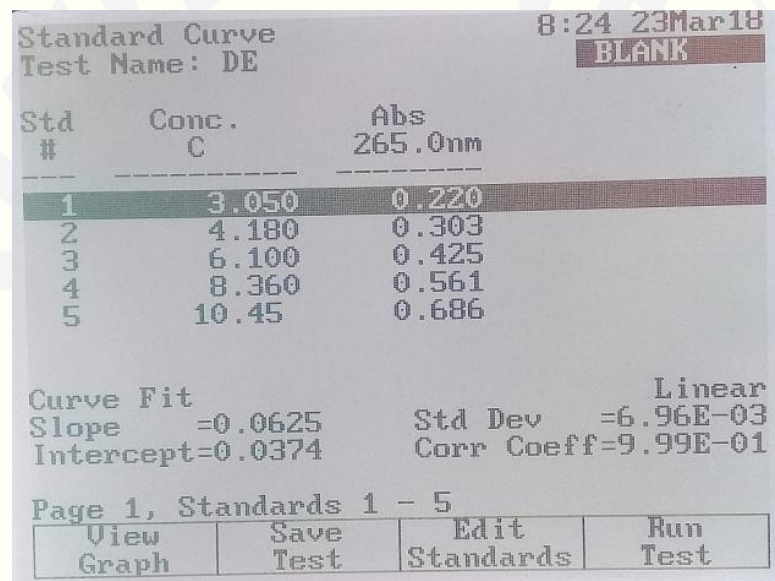 8:24 23Mar18
Standard Curve
BLANK
Test Name: DE
Std Conc. Abs
# C 265.0nm
--- ---------- --------
1 3.050 0.220
2 4.180 0.303
3 6.100 0.425
4 8.360 0.561
5 10.45 0.686
Linear
Curve Fit
Slope =0.0625 Std Dev =6.96E-03
Intercept=0.0374 Corr Coeff=9.99E-01
Page 1, Standards 1 - 5
View Save Edit Run
Graph Test Standards Test